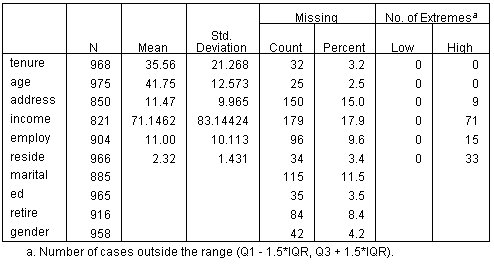 Missing No. of Extremesa
N Mean Std. Deviation Count Percent Low High
tenure 968 35.56 21.268 32 3.2 0 0
age 975 41.75 12.573 25 2.5 0 0
address 850 11.47 9.965 150 15.0 0 9
income 821 71.1462 83.14424 179 17.9 0 71
employ 904 11.00 10.113 96 9.6 0 15
reside 966 2.32 1.431 34 3.4 0 33
marital 885 115 11.5
ed 965 35 3.5
retire 916 84 8.4
gender 958 42 4.2
a. Number of cases outside the range (Q1 - 1.5*IQR, Q3 + 1.5*IQR).